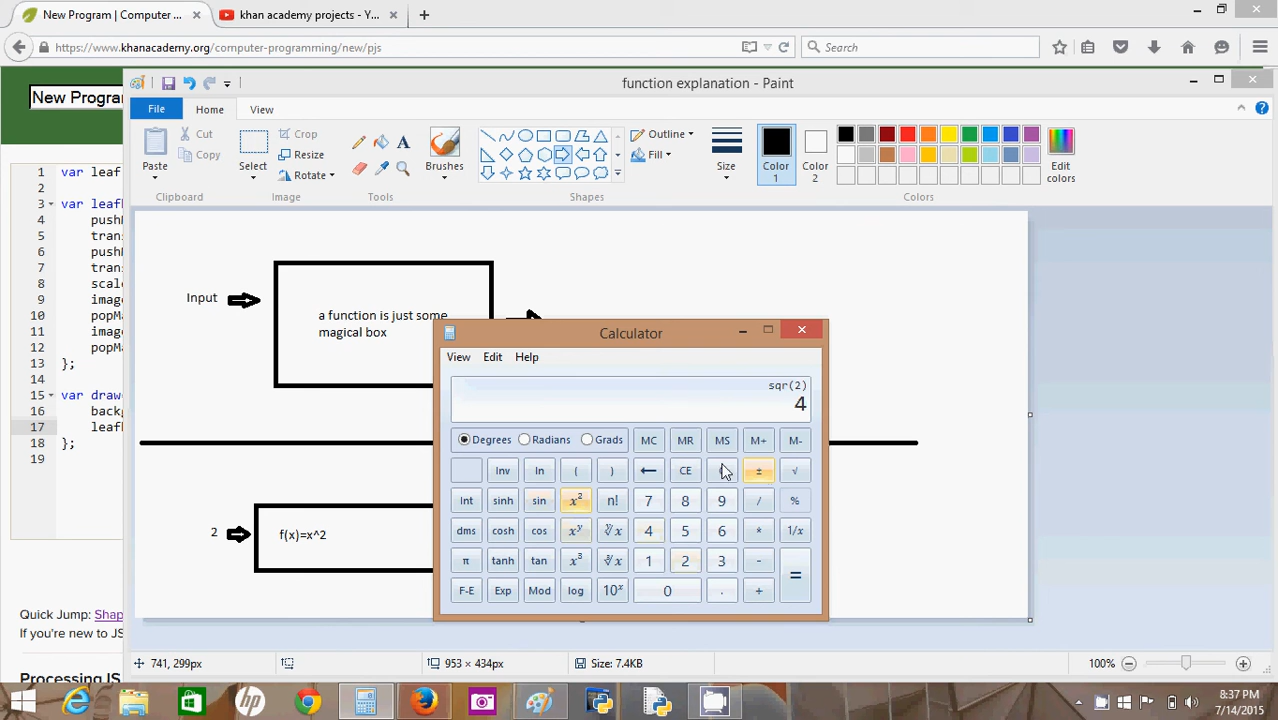 New Program | Computer ...
khan academy projects - Y...
https://www.khanacademy.org/computer-programming/new/pjs
Search
New Progra
function explanation - Paint
File
Home
View
Paste
Cut
Copy
Select
Crop
Resize
Rotate
Brushes
Outline
Fill
Size
Color
1
Color
2
Edit
colors
Clipboard
Image
Tools
Shapes
Colors
1 var leaf
2
3 var leaf
4 push
5 trans
6 push
7 trans
8 scal
9 imag
10 popMa
11 imag
12 popMa
13 };
14
15 var draw
16 back
17 leaf
18 };
19
Input
a function is just some
magical box
2
f(x)=x^2
Calculator
View Edit Help
sqr(2)
4
Degrees Radians Grads MC MR MS M+ M-
Inv ln ( ) ← CE ± √
Int sinh sin x² n! 7 8 9 / %
dms cosh cos xʸ ʸ√x 4 5 6 * 1/x
π tanh tan x³ ³√x 1 2 3 - =
F-E Exp Mod log 10ˣ 0 . +
Quick Jump: Shap
If you're new to JS
Processing JS
741, 299px
953 × 434px
Size: 7.4KB
100%
8:37 PM
7/14/2015